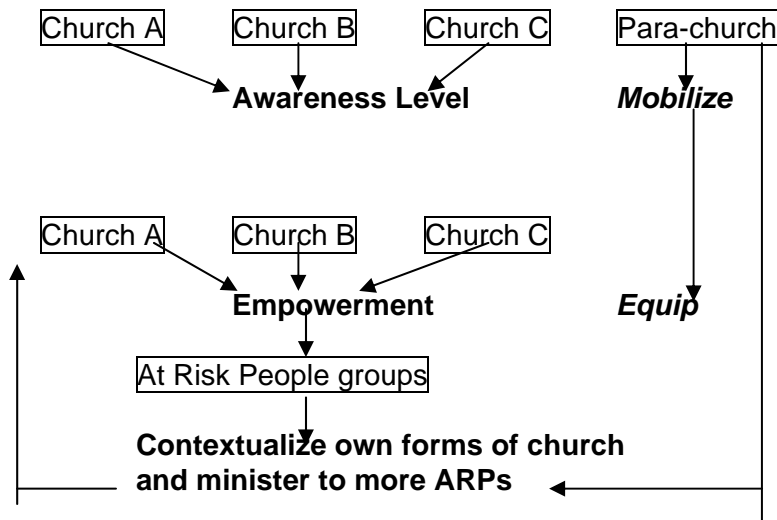 Church A Church B Church C Para-church
Awareness Level Mobilize
Church A Church B Church C
Empowerment Equip
At Risk People groups
Contextualize own forms of church
and minister to more ARPs